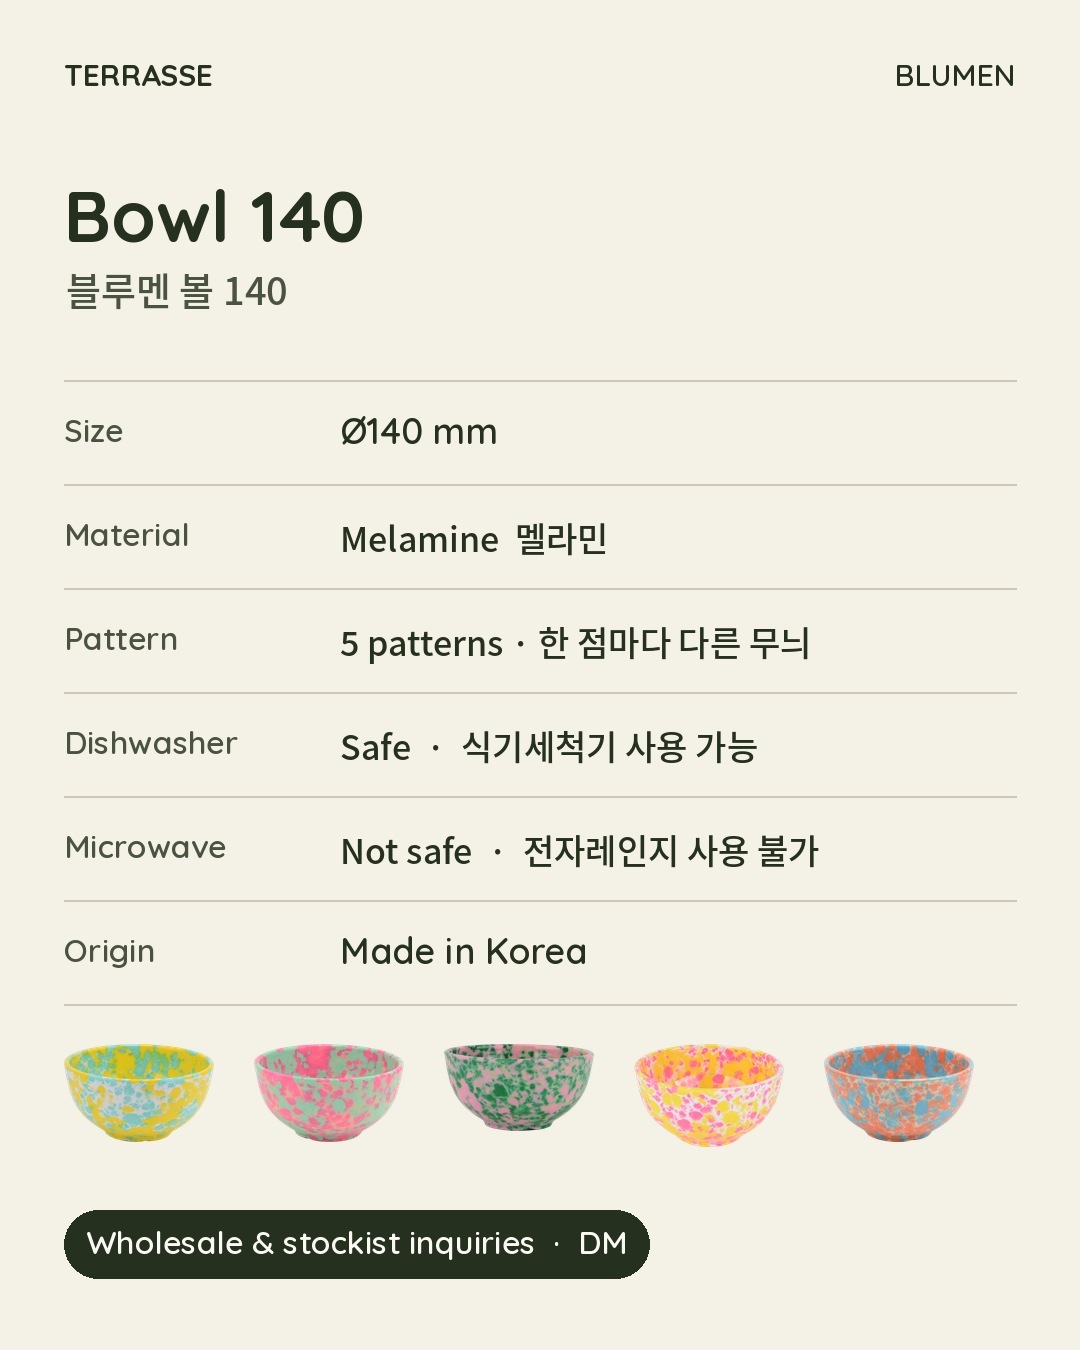 TERRASSE
BLUMEN
Bowl 140
블루멘 볼 140
Size Ø140 mm
Material Melamine 멜라민
Pattern 5 patterns · 한 점마다 다른 무늬
Dishwasher Safe · 식기세척기 사용 가능
Microwave Not safe · 전자레인지 사용 불가
Origin Made in Korea
Wholesale & stockist inquiries · DM